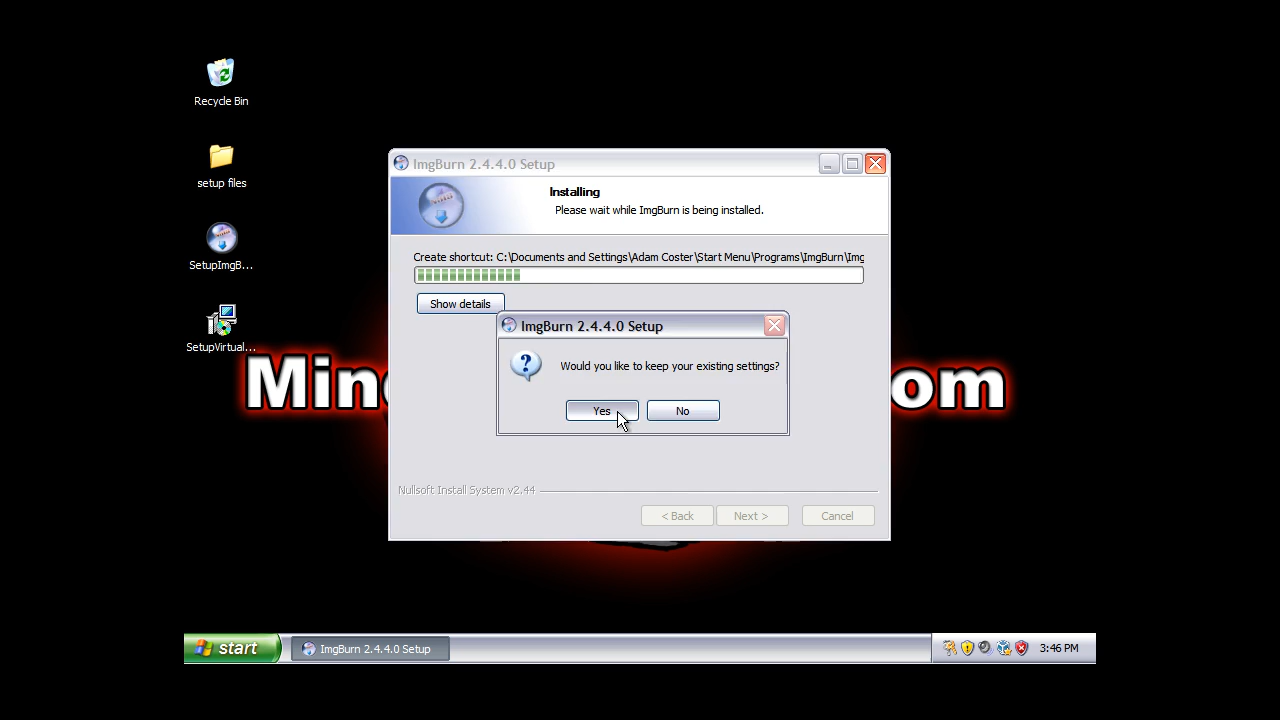 Recycle Bin
setup files
SetupImgB...
SetupVirtual...
ImgBurn 2.4.4.0 Setup
Installing
Please wait while ImgBurn is being installed.
Create shortcut: C:\Documents and Settings\Adam Coster\Start Menu\Programs\ImgBurn\Img
Show details
ImgBurn 2.4.4.0 Setup
Would you like to keep your existing settings?
Yes
No
Min
om
Nullsoft Install System v2.44
< Back
Next >
Cancel
start
ImgBurn 2.4.4.0 Setup
3:46 PM